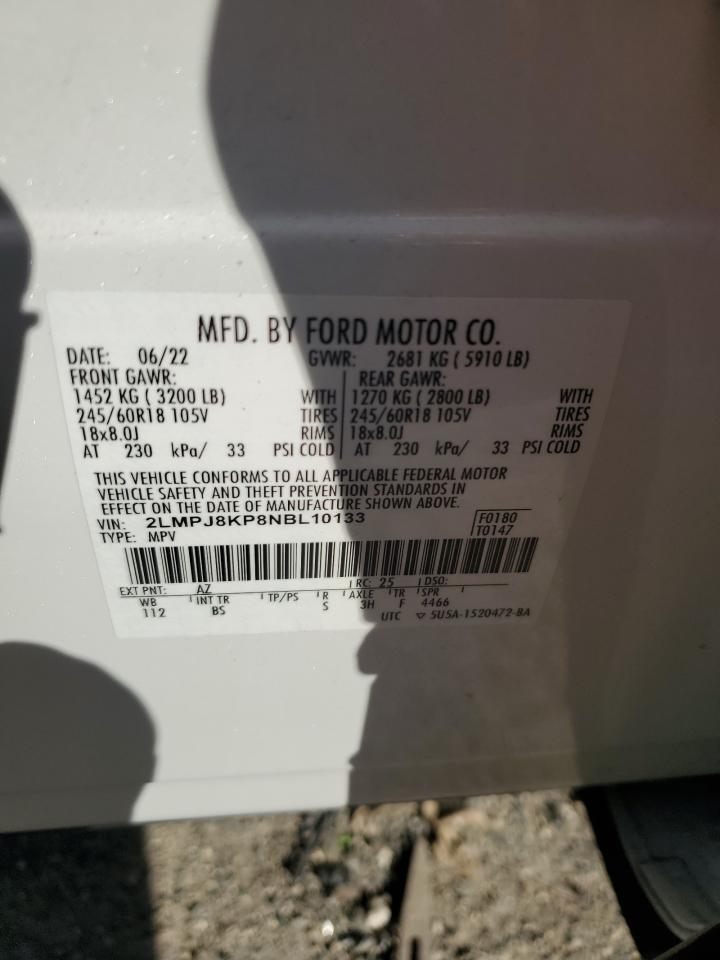 MFD. BY FORD MOTOR CO.
DATE: 06/22 GVWR: 2681 KG ( 5910 LB)
FRONT GAWR: REAR GAWR:
1452 KG ( 3200 LB) WITH 1270 KG ( 2800 LB) WITH
245/60R18 105V TIRES 245/60R18 105V TIRES
18x8.0J RIMS 18x8.0J RIMS
AT 230 kPa/ 33 PSI COLD AT 230 kPa/ 33 PSI COLD
THIS VEHICLE CONFORMS TO ALL APPLICABLE FEDERAL MOTOR
VEHICLE SAFETY AND THEFT PREVENTION STANDARDS IN
EFFECT ON THE DATE OF MANUFACTURE SHOWN ABOVE.
VIN: 2LMPJ8KP8NBL10133 F0180
TYPE: MPV T0147
EXT PNT: AZ RC: 25 DSO:
WB INT TR TP/PS R AXLE TR SPR
112 BS S 3H F 4466
UTC ▽ 5U5A-1520472-BA